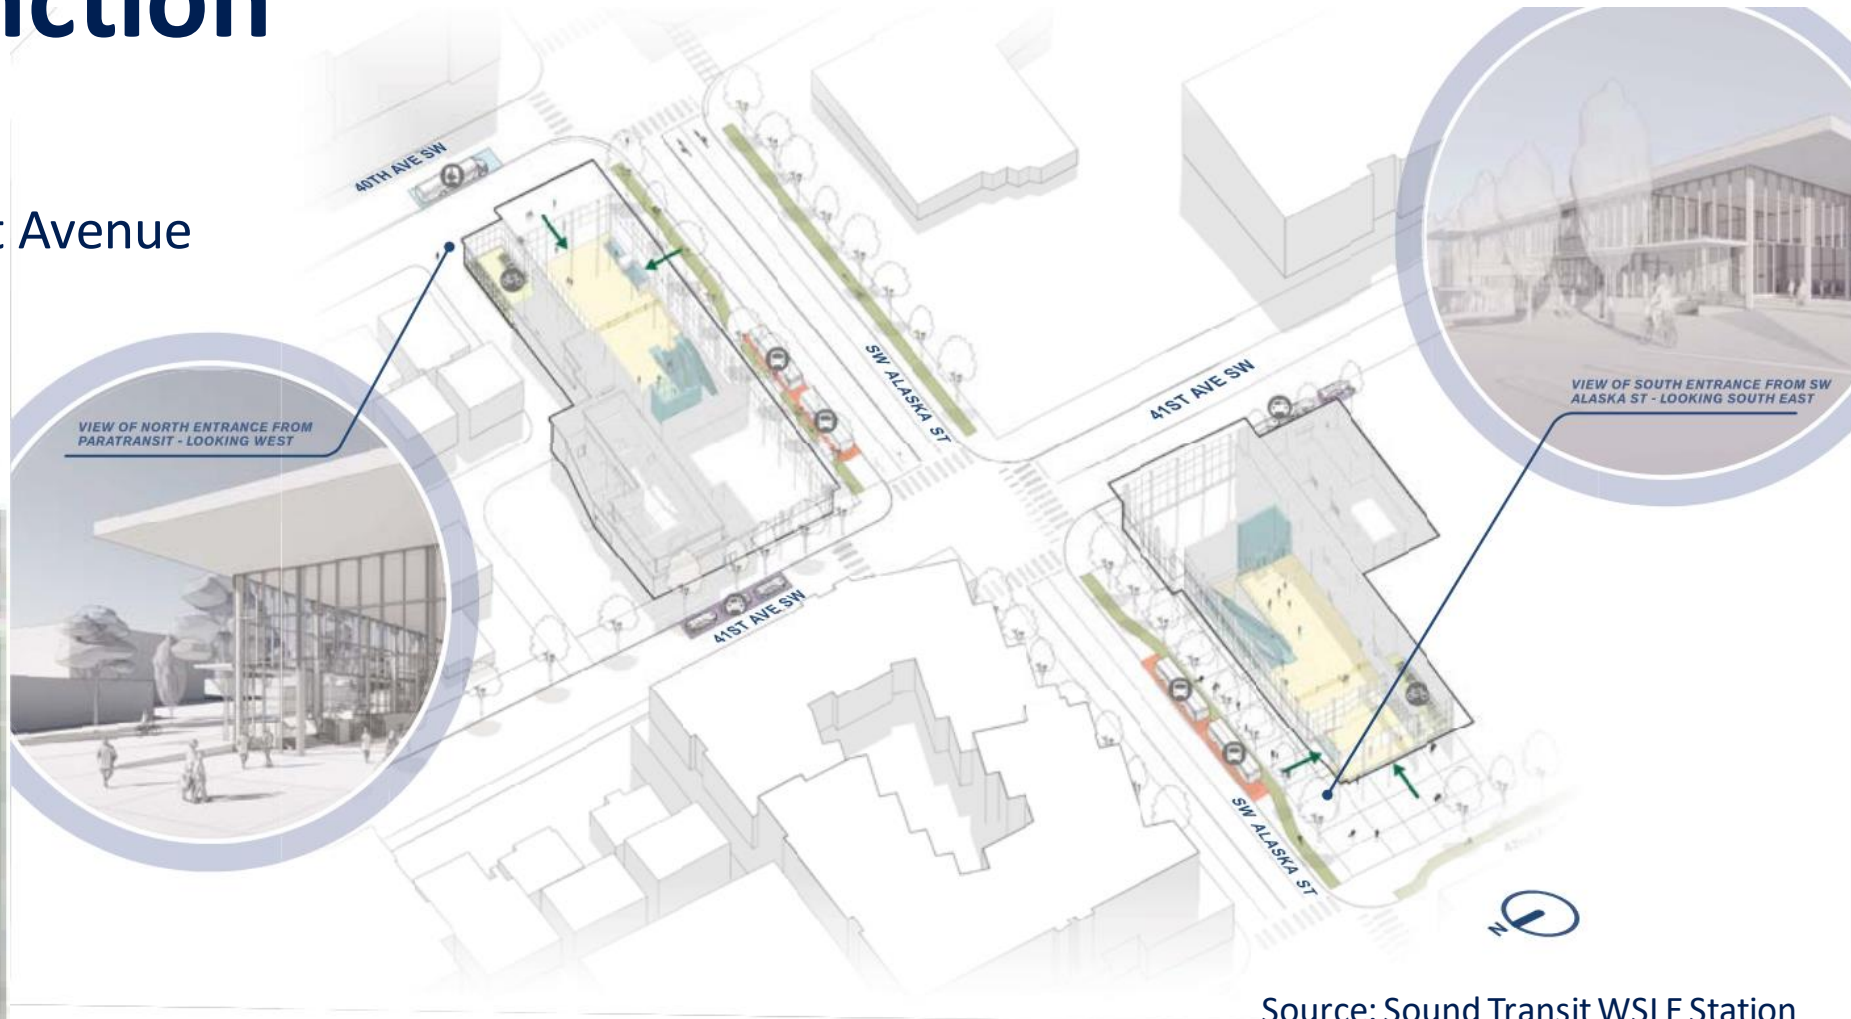 nction
t Avenue
40TH AVE SW
SW ALASKA ST
41ST AVE SW
VIEW OF SOUTH ENTRANCE FROM SW
ALASKA ST - LOOKING SOUTH EAST
VIEW OF NORTH ENTRANCE FROM
PARATRANSIT - LOOKING WEST
41ST AVE SW
SW ALASKA ST
N
Source: Sound Transit WSLE Station